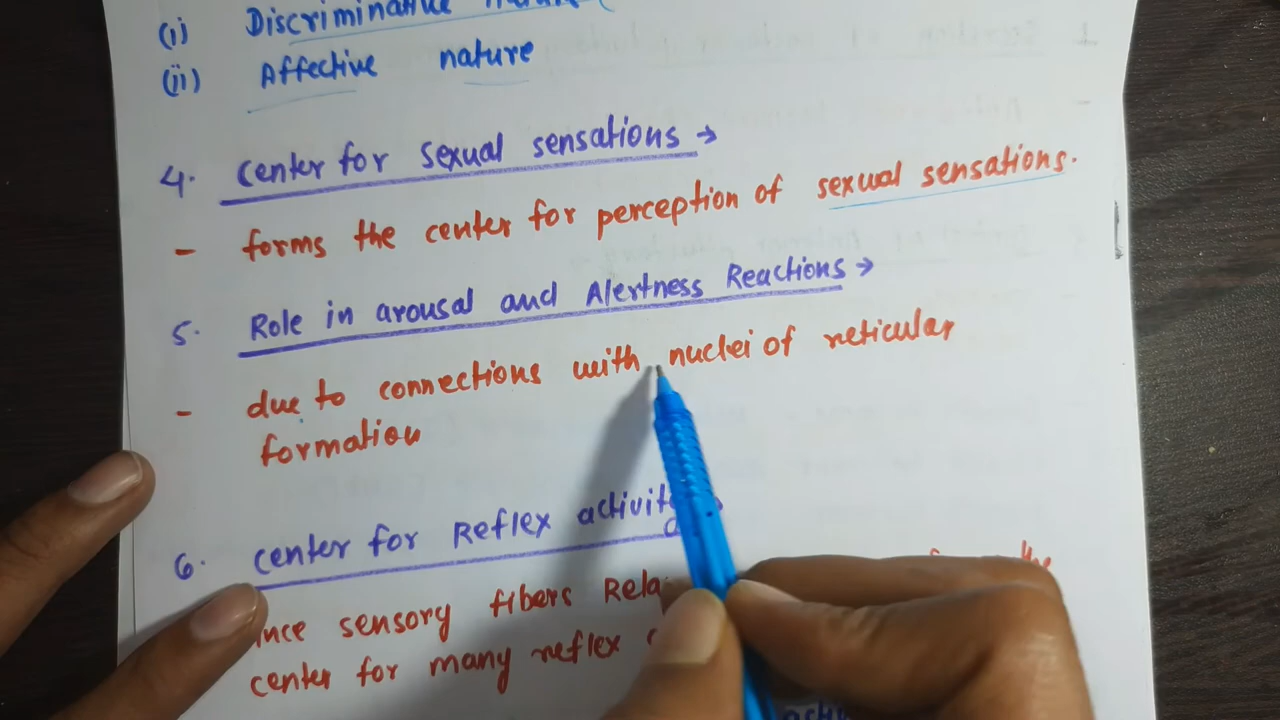 (i) Discriminative
(ii) Affective nature
4. Center for sexual sensations →
- forms the center for perception of sexual sensations.
5. Role in arousal and Alertness Reactions →
- due to connections with nuclei of reticular
formation
6. center for Reflex activity
sensory fibers the
center for many reflex